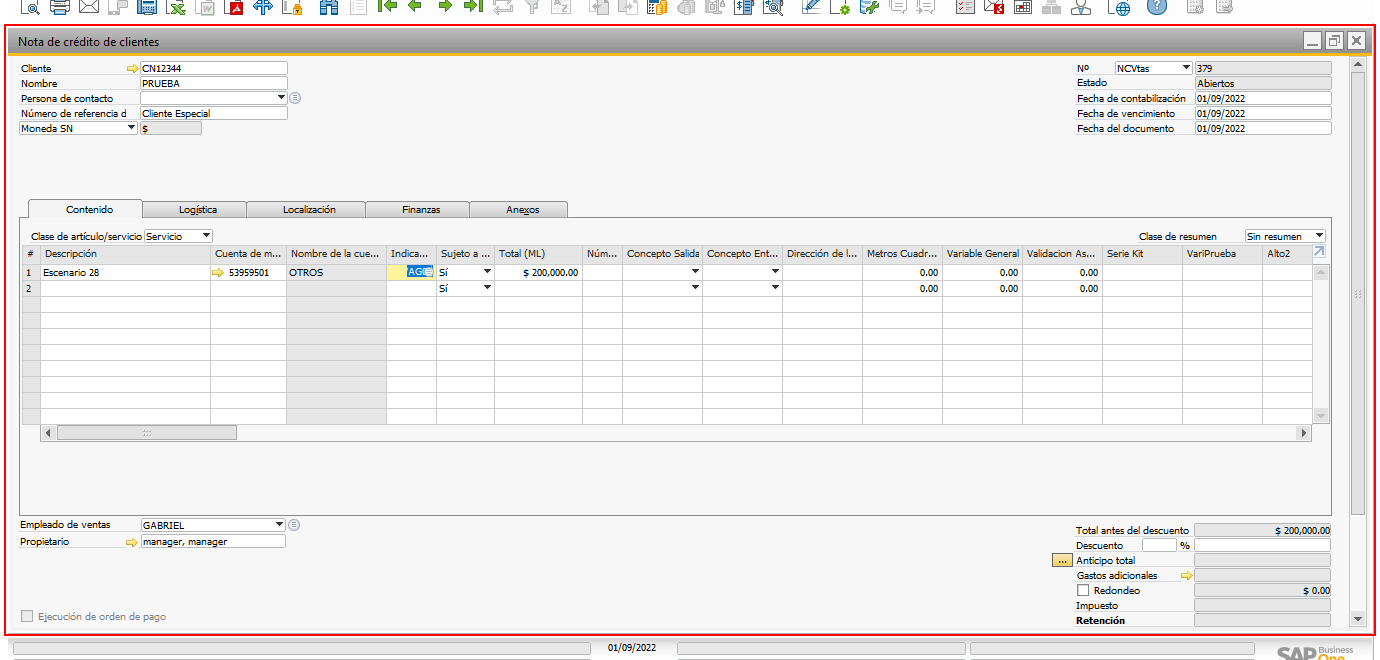 Nota de crédito de clientes
Cliente CN12344 Nº NCVtas 379
Nombre PRUEBA Estado Abiertos
Persona de contacto Fecha de contabilización 01/09/2022
Número de referencia d Cliente Especial Fecha de vencimiento 01/09/2022
Moneda SN $ Fecha del documento 01/09/2022
Contenido Logística Localización Finanzas Anexos
Clase de artículo/servicio Servicio Clase de resumen Sin resumen
# Descripción Cuenta de m... Nombre de la cue... Indica... Sujeto a ... Total (ML) Núm... Concepto Salida Concepto Ent... Dirección de l... Metros Cuadr... Variable General Validacion As... Serie Kit VariPrueba Alto2
1 Escenario 28 53959501 OTROS Sí $ 200,000.00 0.00 0.00 0.00
2 Sí 0.00 0.00 0.00
Empleado de ventas GABRIEL Total antes del descuento $ 200,000.00
Propietario manager, manager Descuento %
... Anticipo total
Gastos adicionales
Redondeo $ 0.00
Ejecución de orden de pago Impuesto
Retención
01/09/2022
SAP Business One